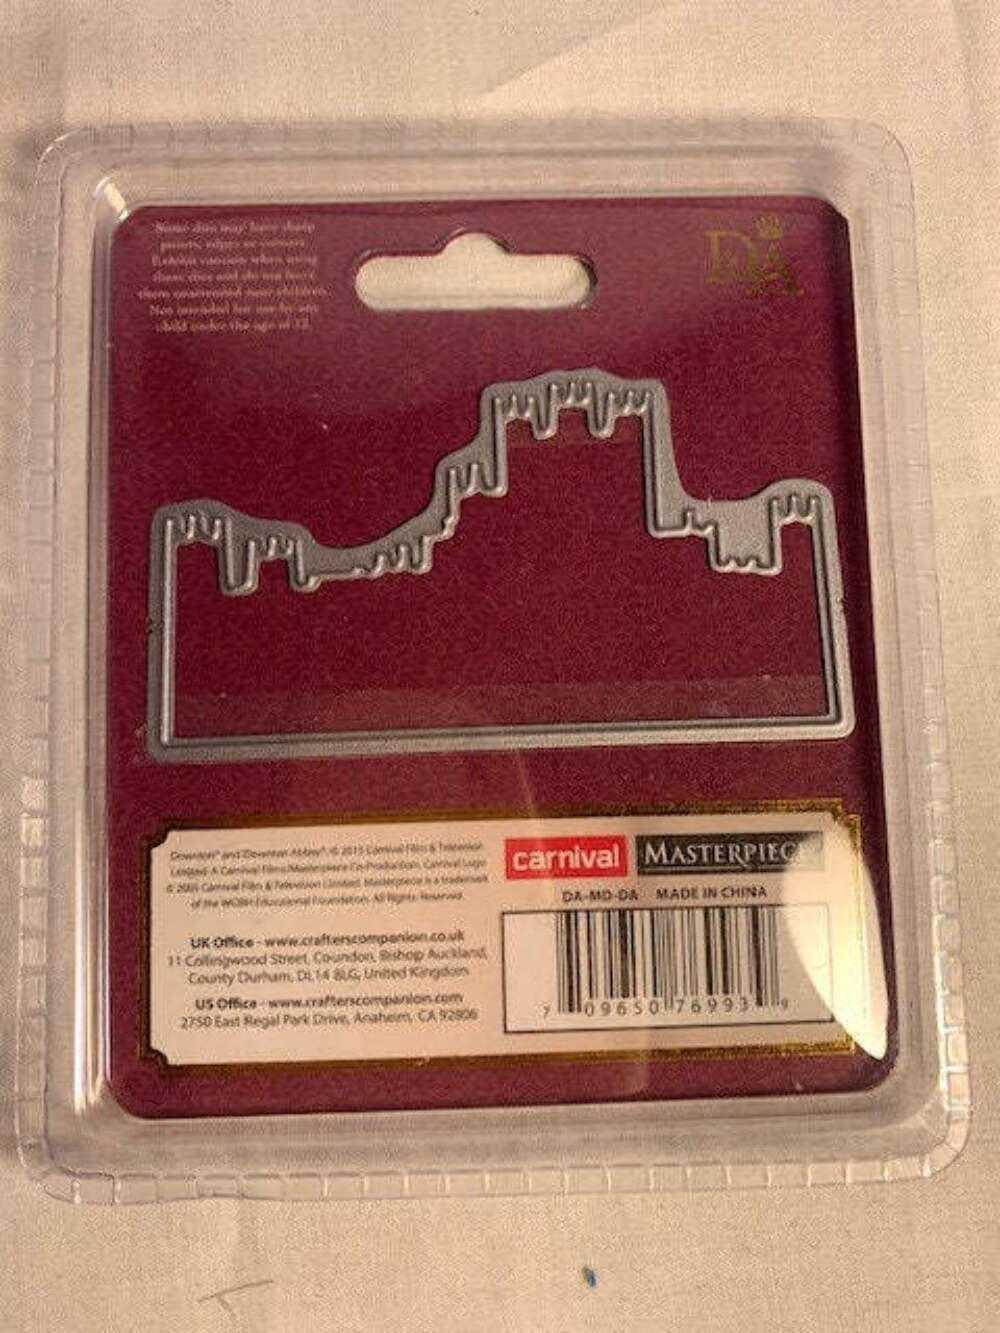 Some dies may have sharp
points, edges or corners.
Exercise caution when using
these dies and do not leave
them unattended near children.
Not intended for use by any
child under the age of 12.
DA
carnival MASTERPIECE
DA-MD-DA MADE IN CHINA
Downton™ and Downton Abbey™. © 2015 Carnival Film & Television
Limited. A Carnival Films/Masterpiece Co-Production. Carnival logo
© 2005 Carnival Film & Television Limited. Masterpiece is a trademark
of the WGBH Educational Foundation. All Rights Reserved.
UK Office - www.crafterscompanion.co.uk
11 Collingwood Street, Coundon, Bishop Auckland,
County Durham, DL14 8LG, United Kingdom
US Office - www.crafterscompanion.com
2750 East Regal Park Drive, Anaheim, CA 92806
7 09650 76993 9